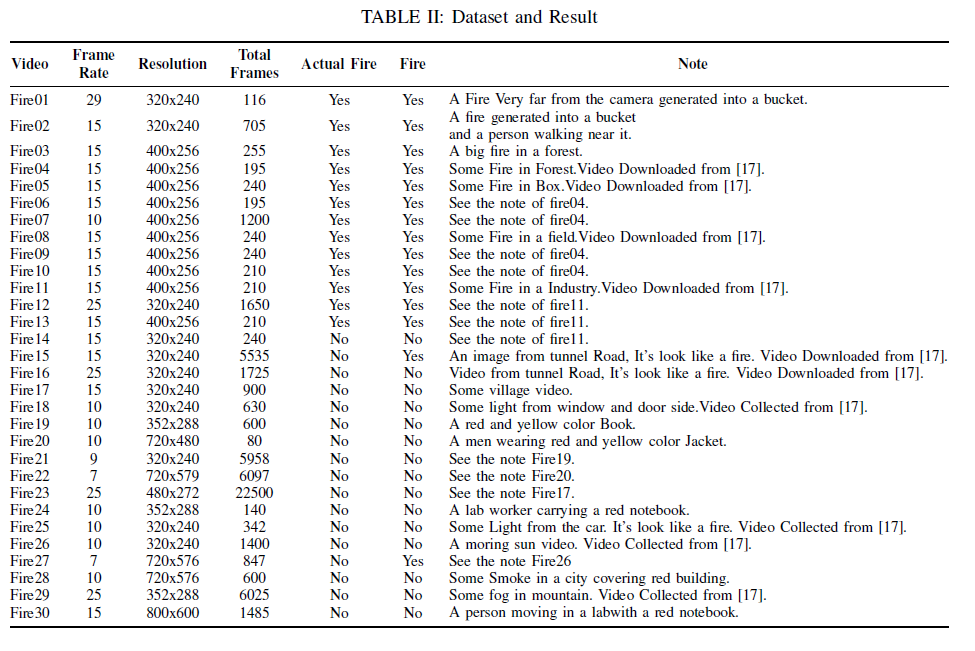 TABLE II: Dataset and Result
Video Frame Rate Resolution Total Frames Actual Fire Fire Note
Fire01 29 320x240 116 Yes Yes A Fire Very far from the camera generated into a bucket.
Fire02 15 320x240 705 Yes Yes A fire generated into a bucket
and a person walking near it.
Fire03 15 400x256 255 Yes Yes A big fire in a forest.
Fire04 15 400x256 195 Yes Yes Some Fire in Forest.Video Downloaded from [17].
Fire05 15 400x256 240 Yes Yes Some Fire in Box.Video Downloaded from [17].
Fire06 15 400x256 195 Yes Yes See the note of fire04.
Fire07 10 400x256 1200 Yes Yes See the note of fire04.
Fire08 15 400x256 240 Yes Yes Some Fire in a field.Video Downloaded from [17].
Fire09 15 400x256 240 Yes Yes See the note of fire04.
Fire10 15 400x256 210 Yes Yes See the note of fire04.
Fire11 15 400x256 210 Yes Yes Some Fire in a Industry.Video Downloaded from [17].
Fire12 25 320x240 1650 Yes Yes See the note of fire11.
Fire13 15 400x256 210 Yes Yes See the note of fire11.
Fire14 15 320x240 240 No No See the note of fire11.
Fire15 15 320x240 5535 No Yes An image from tunnel Road, It's look like a fire. Video Downloaded from [17].
Fire16 25 320x240 1725 No No Video from tunnel Road, It's look like a fire. Video Downloaded from [17].
Fire17 15 320x240 900 No No Some village video.
Fire18 10 320x240 630 No No Some light from window and door side.Video Collected from [17].
Fire19 10 352x288 600 No No A red and yellow color Book.
Fire20 10 720x480 80 No No A men wearing red and yellow color Jacket.
Fire21 9 320x240 5958 No No See the note Fire19.
Fire22 7 720x579 6097 No No See the note Fire20.
Fire23 25 480x272 22500 No No See the note Fire17.
Fire24 10 352x288 140 No No A lab worker carrying a red notebook.
Fire25 10 320x240 342 No No Some Light from the car. It's look like a fire. Video Collected from [17].
Fire26 10 320x240 1400 No No A moring sun video. Video Collected from [17].
Fire27 7 720x576 847 No Yes See the note Fire26
Fire28 10 720x576 600 No No Some Smoke in a city covering red building.
Fire29 25 352x288 6025 No No Some fog in mountain. Video Collected from [17].
Fire30 15 800x600 1485 No No A person moving in a labwith a red notebook.